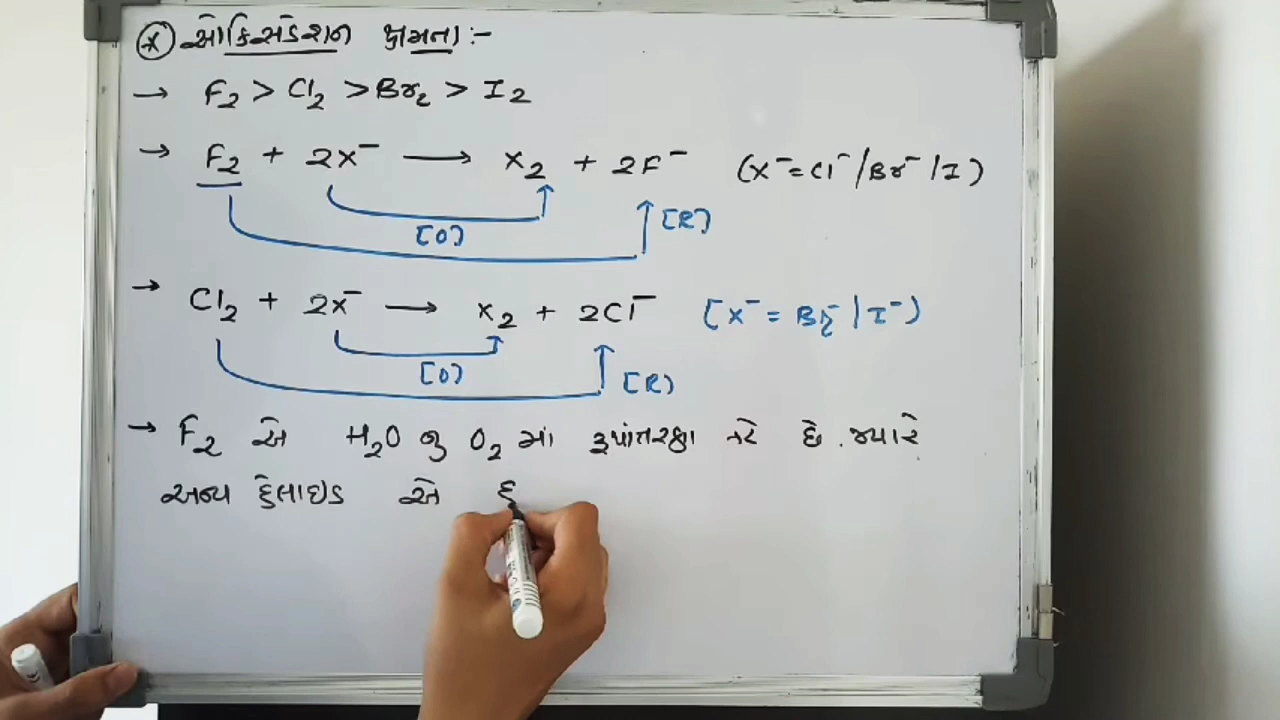 * ઓકિસડેશન ક્ષમતા :-
→ F₂ > Cl₂ > Br₂ > I₂
→ F₂ + 2X⁻ → X₂ + 2F⁻ (X⁻ = Cl⁻ / Br⁻ / I)
[O] [R]
→ Cl₂ + 2X⁻ → X₂ + 2Cl⁻ [X⁻ = Br⁻ / I⁻)
[O] [R]
→ F₂ એ H₂O નુ O₂ માં રૂપાંતરણ કરે છે. જ્યારે
અન્ય હેલાઇડ એ